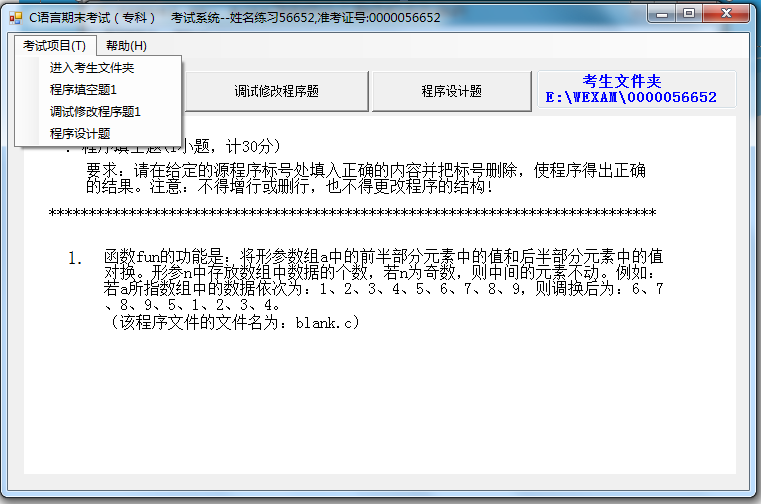 C语言期末考试（专科） 考试系统--姓名练习56652,准考证号:0000056652
考试项目(T) 帮助(H)
进入考生文件夹
程序填空题1
调试修改程序题1
程序设计题
调试修改程序题
程序设计题
考生文件夹
E:\WEXAM\0000056652
程序填空题(1小题，计30分)
要求：请在给定的源程序标号处填入正确的内容并把标号删除，使程序得出正确
的结果。注意：不得增行或删行，也不得更改程序的结构！
****************************************************************************
1. 函数fun的功能是：将形参数组a中的前半部分元素中的值和后半部分元素中的值
对换。形参n中存放数组中数据的个数，若n为奇数，则中间的元素不动。例如：
若a所指数组中的数据依次为：1、2、3、4、5、6、7、8、9，则调换后为：6、7
、8、9、5、1、2、3、4。
（该程序文件的文件名为：blank.c）